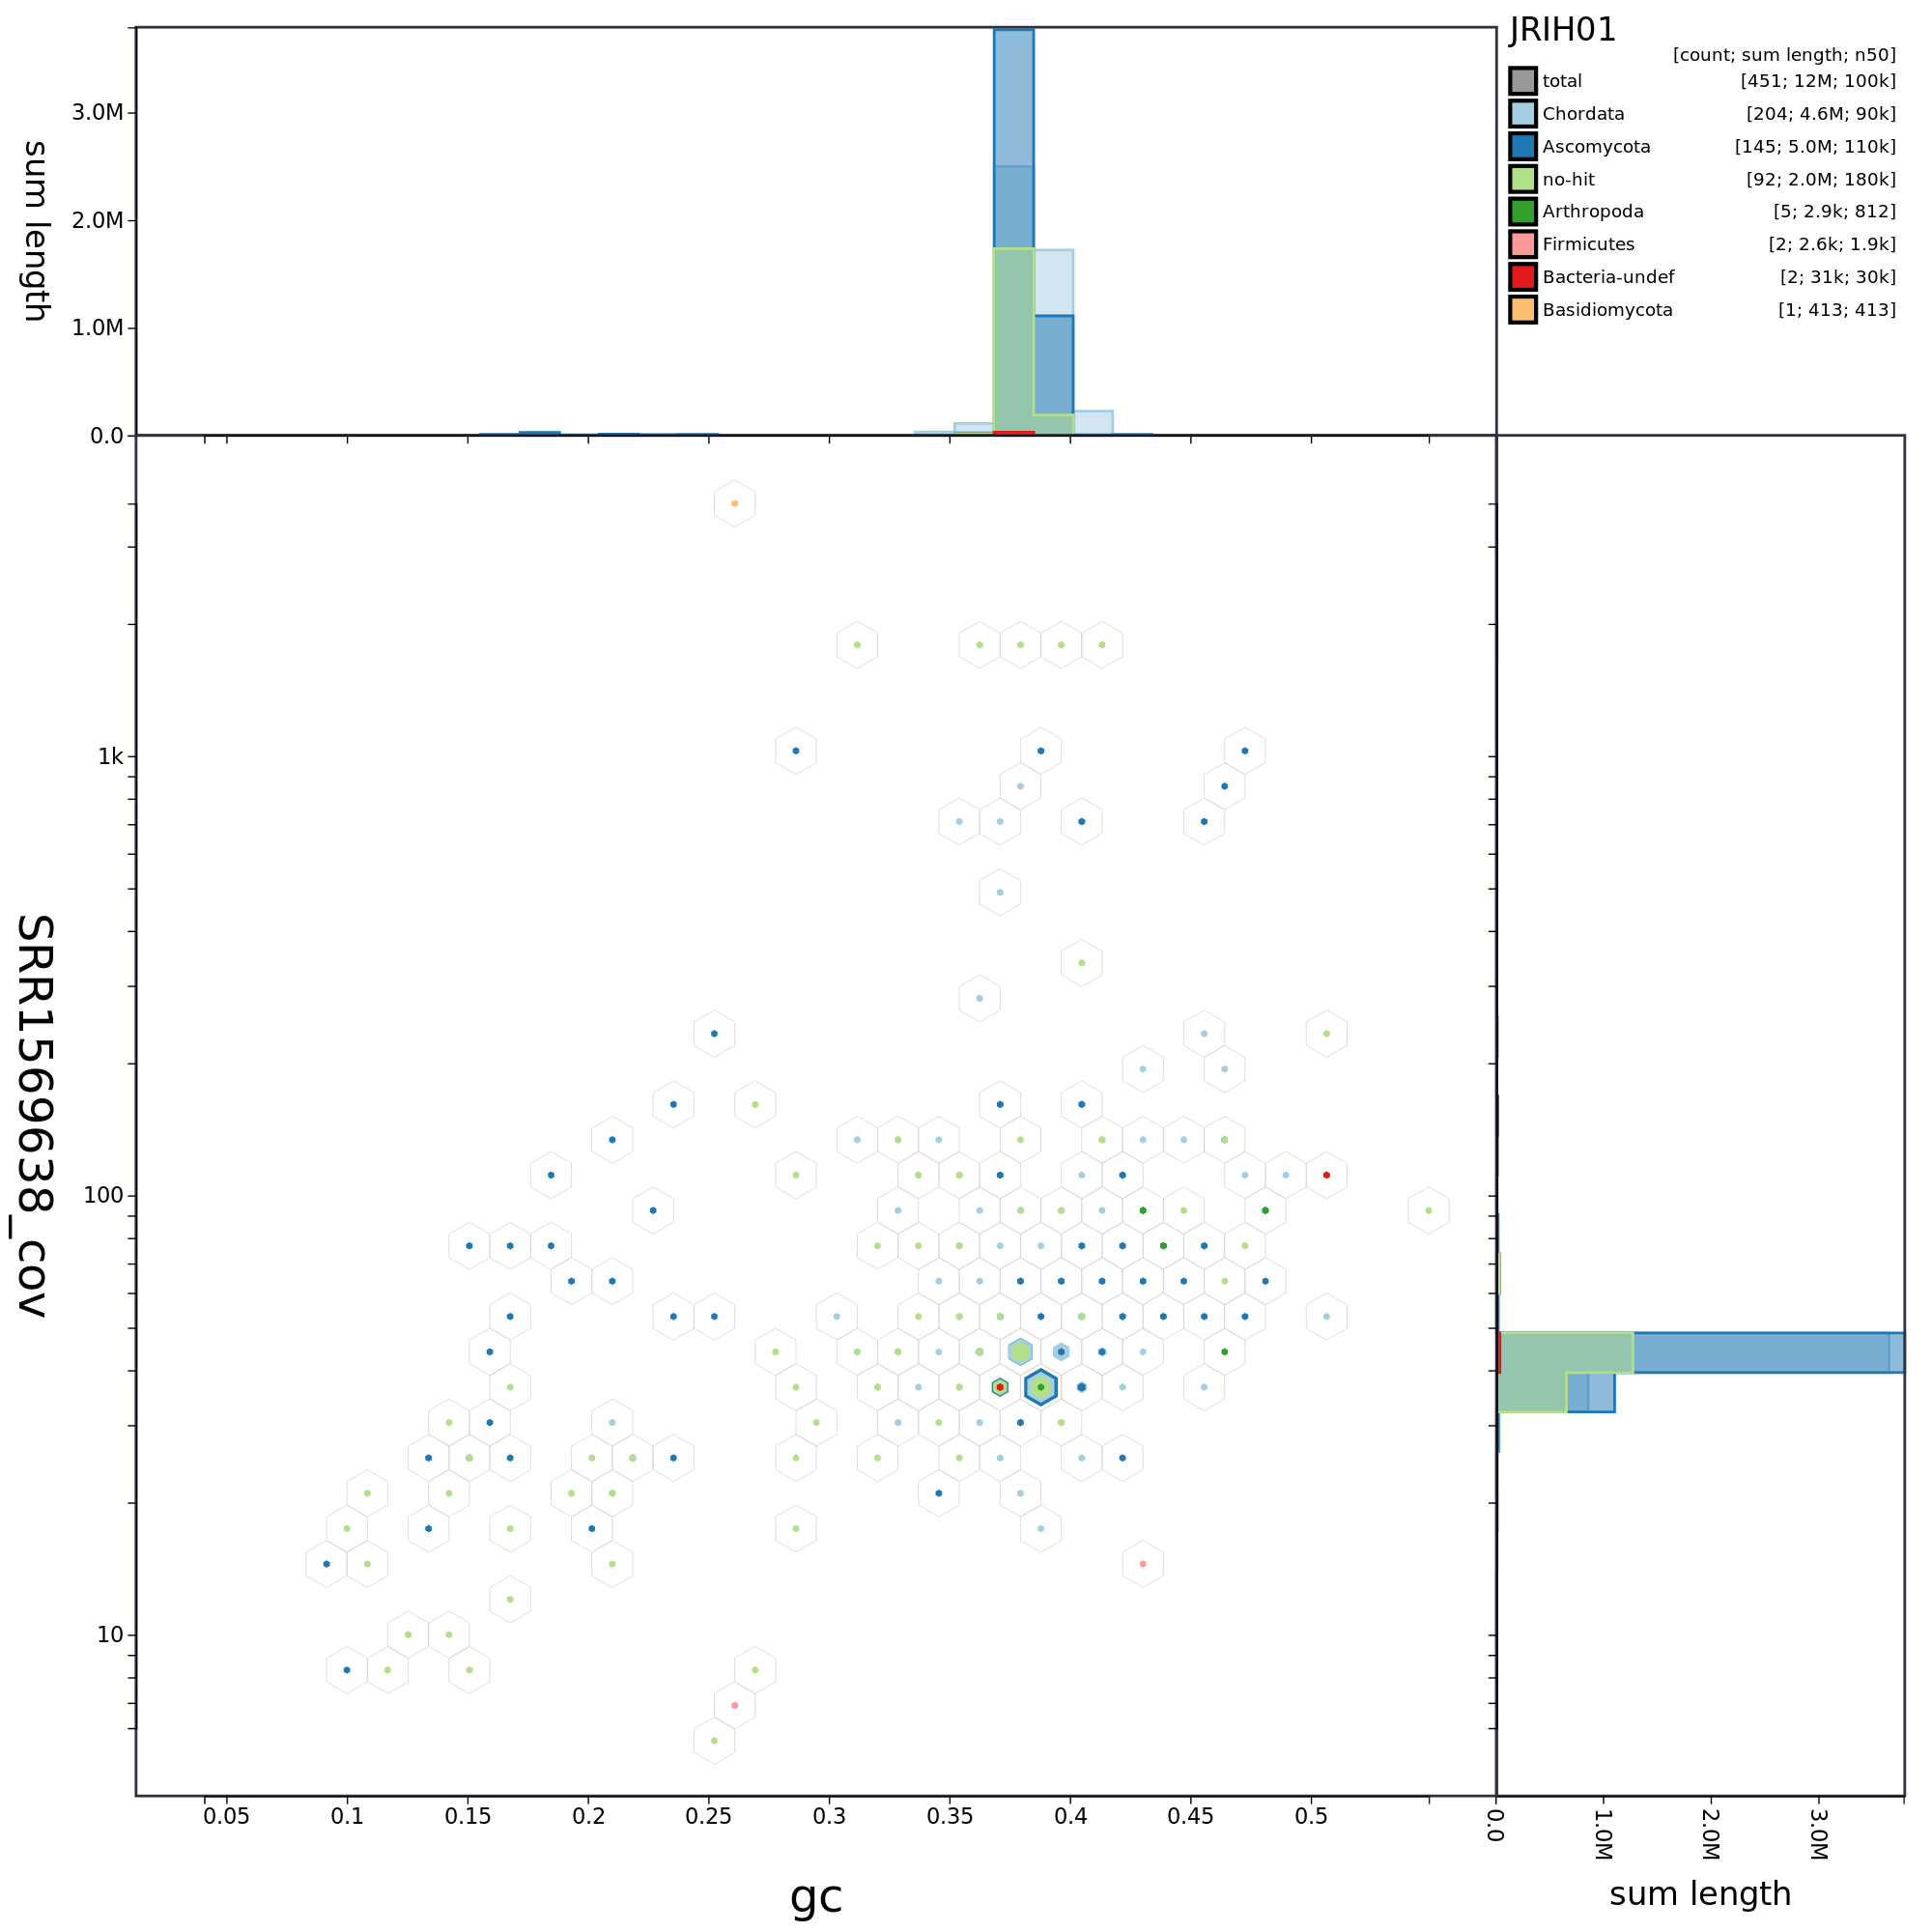 JRIH01
[count; sum length; n50]
total [451; 12M; 100k]
Chordata [204; 4.6M; 90k]
Ascomycota [145; 5.0M; 110k]
no-hit [92; 2.0M; 180k]
Arthropoda [5; 2.9k; 812]
Firmicutes [2; 2.6k; 1.9k]
Bacteria-undef [2; 31k; 30k]
Basidiomycota [1; 413; 413]
sum length
3.0M
2.0M
1.0M
0.0
SRR1569638_cov
1k
100
10
0.05 0.1 0.15 0.2 0.25 0.3 0.35 0.4 0.45 0.5
gc
0.0 1.0M 2.0M 3.0M
sum length